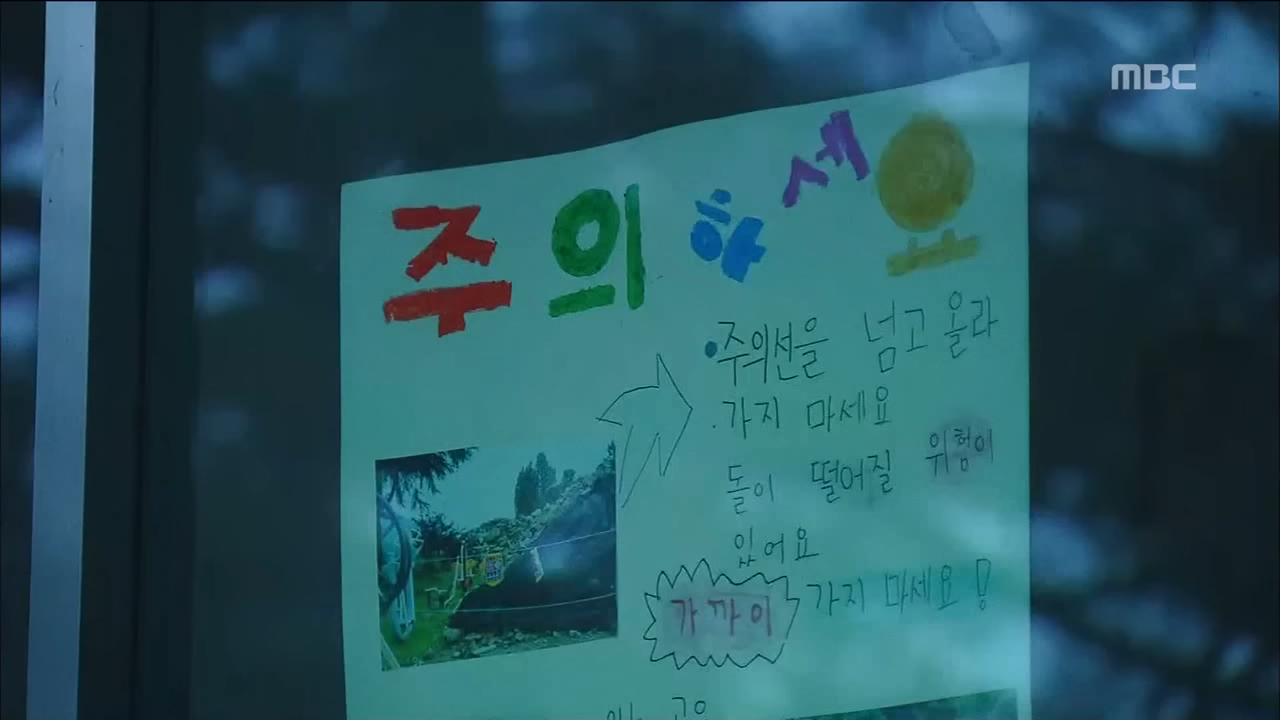 MBC
주의하세요
주의선을 넘고 올라
가지 마세요
돌이 떨어질 위험이
있어요
가까이 가지 마세요!